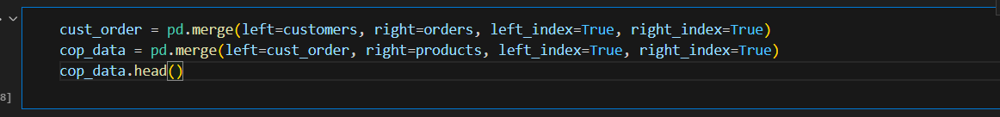 cust_order = pd.merge(left=customers, right=orders, left_index=True, right_index=True)
cop_data = pd.merge(left=cust_order, right=products, left_index=True, right_index=True)
cop_data.head()
8]